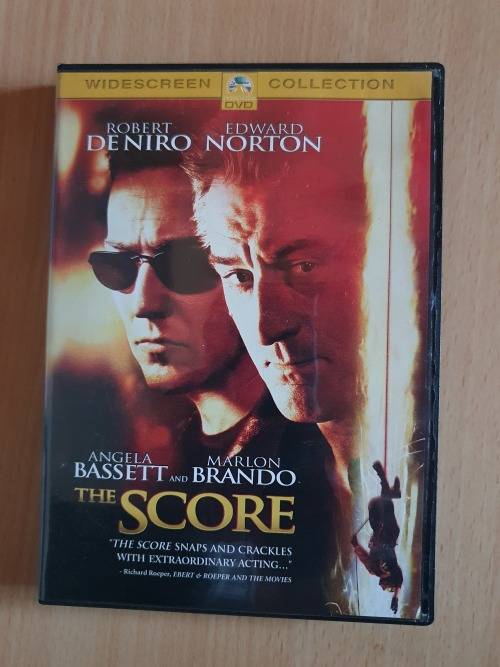 WIDESCREEN COLLECTION
DVD
ROBERT EDWARD
DE NIRO NORTON
ANGELA MARLON
BASSETT AND BRANDO
THE SCORE
"THE SCORE SNAPS AND CRACKLES
WITH EXTRAORDINARY ACTING..."
- Richard Roeper, EBERT & ROEPER AND THE MOVIES